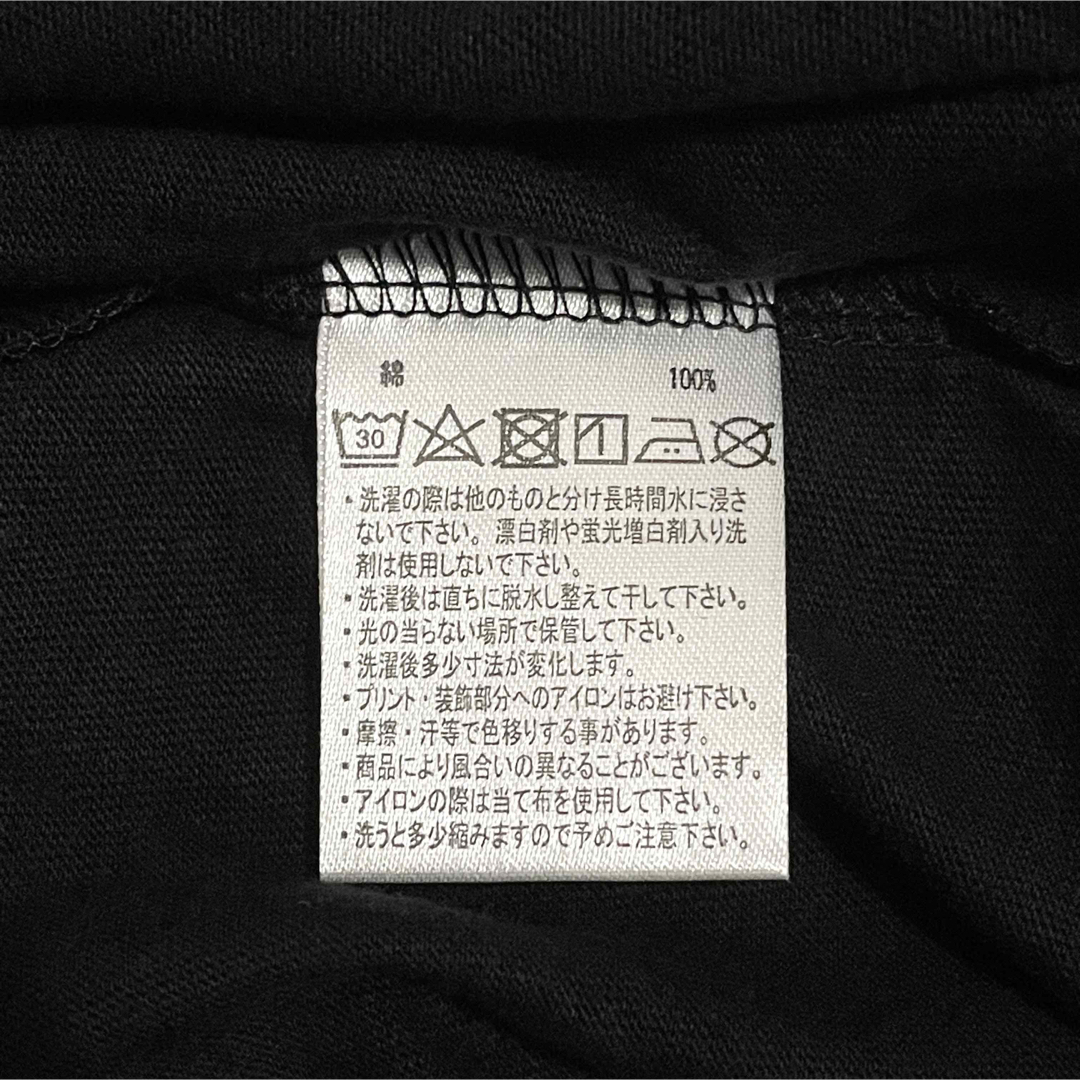 綿 100%
30
・洗濯の際は他のものと分け長時間水に浸さ
ないで下さい。漂白剤や蛍光増白剤入り洗
剤は使用しないで下さい。
・洗濯後は直ちに脱水し整えて干して下さい。
・光の当らない場所で保管して下さい。
・洗濯後多少寸法が変化します。
・プリント・装飾部分へのアイロンはお避け下さい。
・摩擦・汗等で色移りする事があります。
・商品により風合いの異なることがございます。
・アイロンの際は当て布を使用して下さい。
・洗うと多少縮みますので予めご注意下さい。